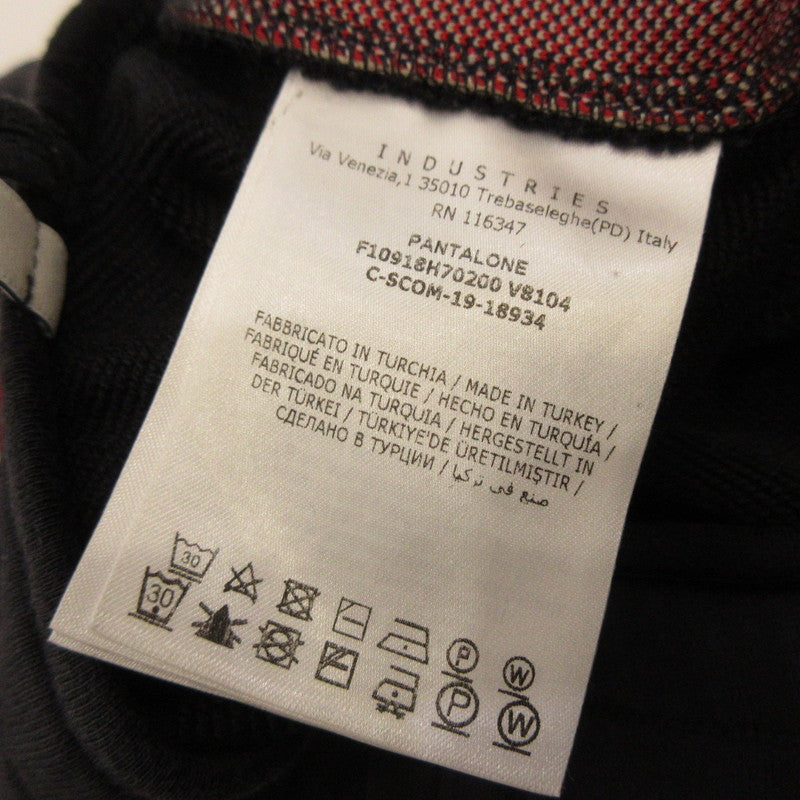 INDUSTRIES
Via Venezia,1 35010 Trebaseleghe(PD) Italy
RN 116347
PANTALONE
F10918H70200 V8104
C-SCOM-19-18934
FABBRICATO IN TURCHIA / MADE IN TURKEY /
FABRIQUÉ EN TURQUIE / HECHO EN TURQUÍA /
FABRICADO NA TURQUIA / HERGESTELLT IN
DER TÜRKEI / TÜRKIYE'DE ÜRETILMIŞTIR /
СДЕЛАНО В ТУРЦИИ / صنع في تركيا
30
P W
30
P W